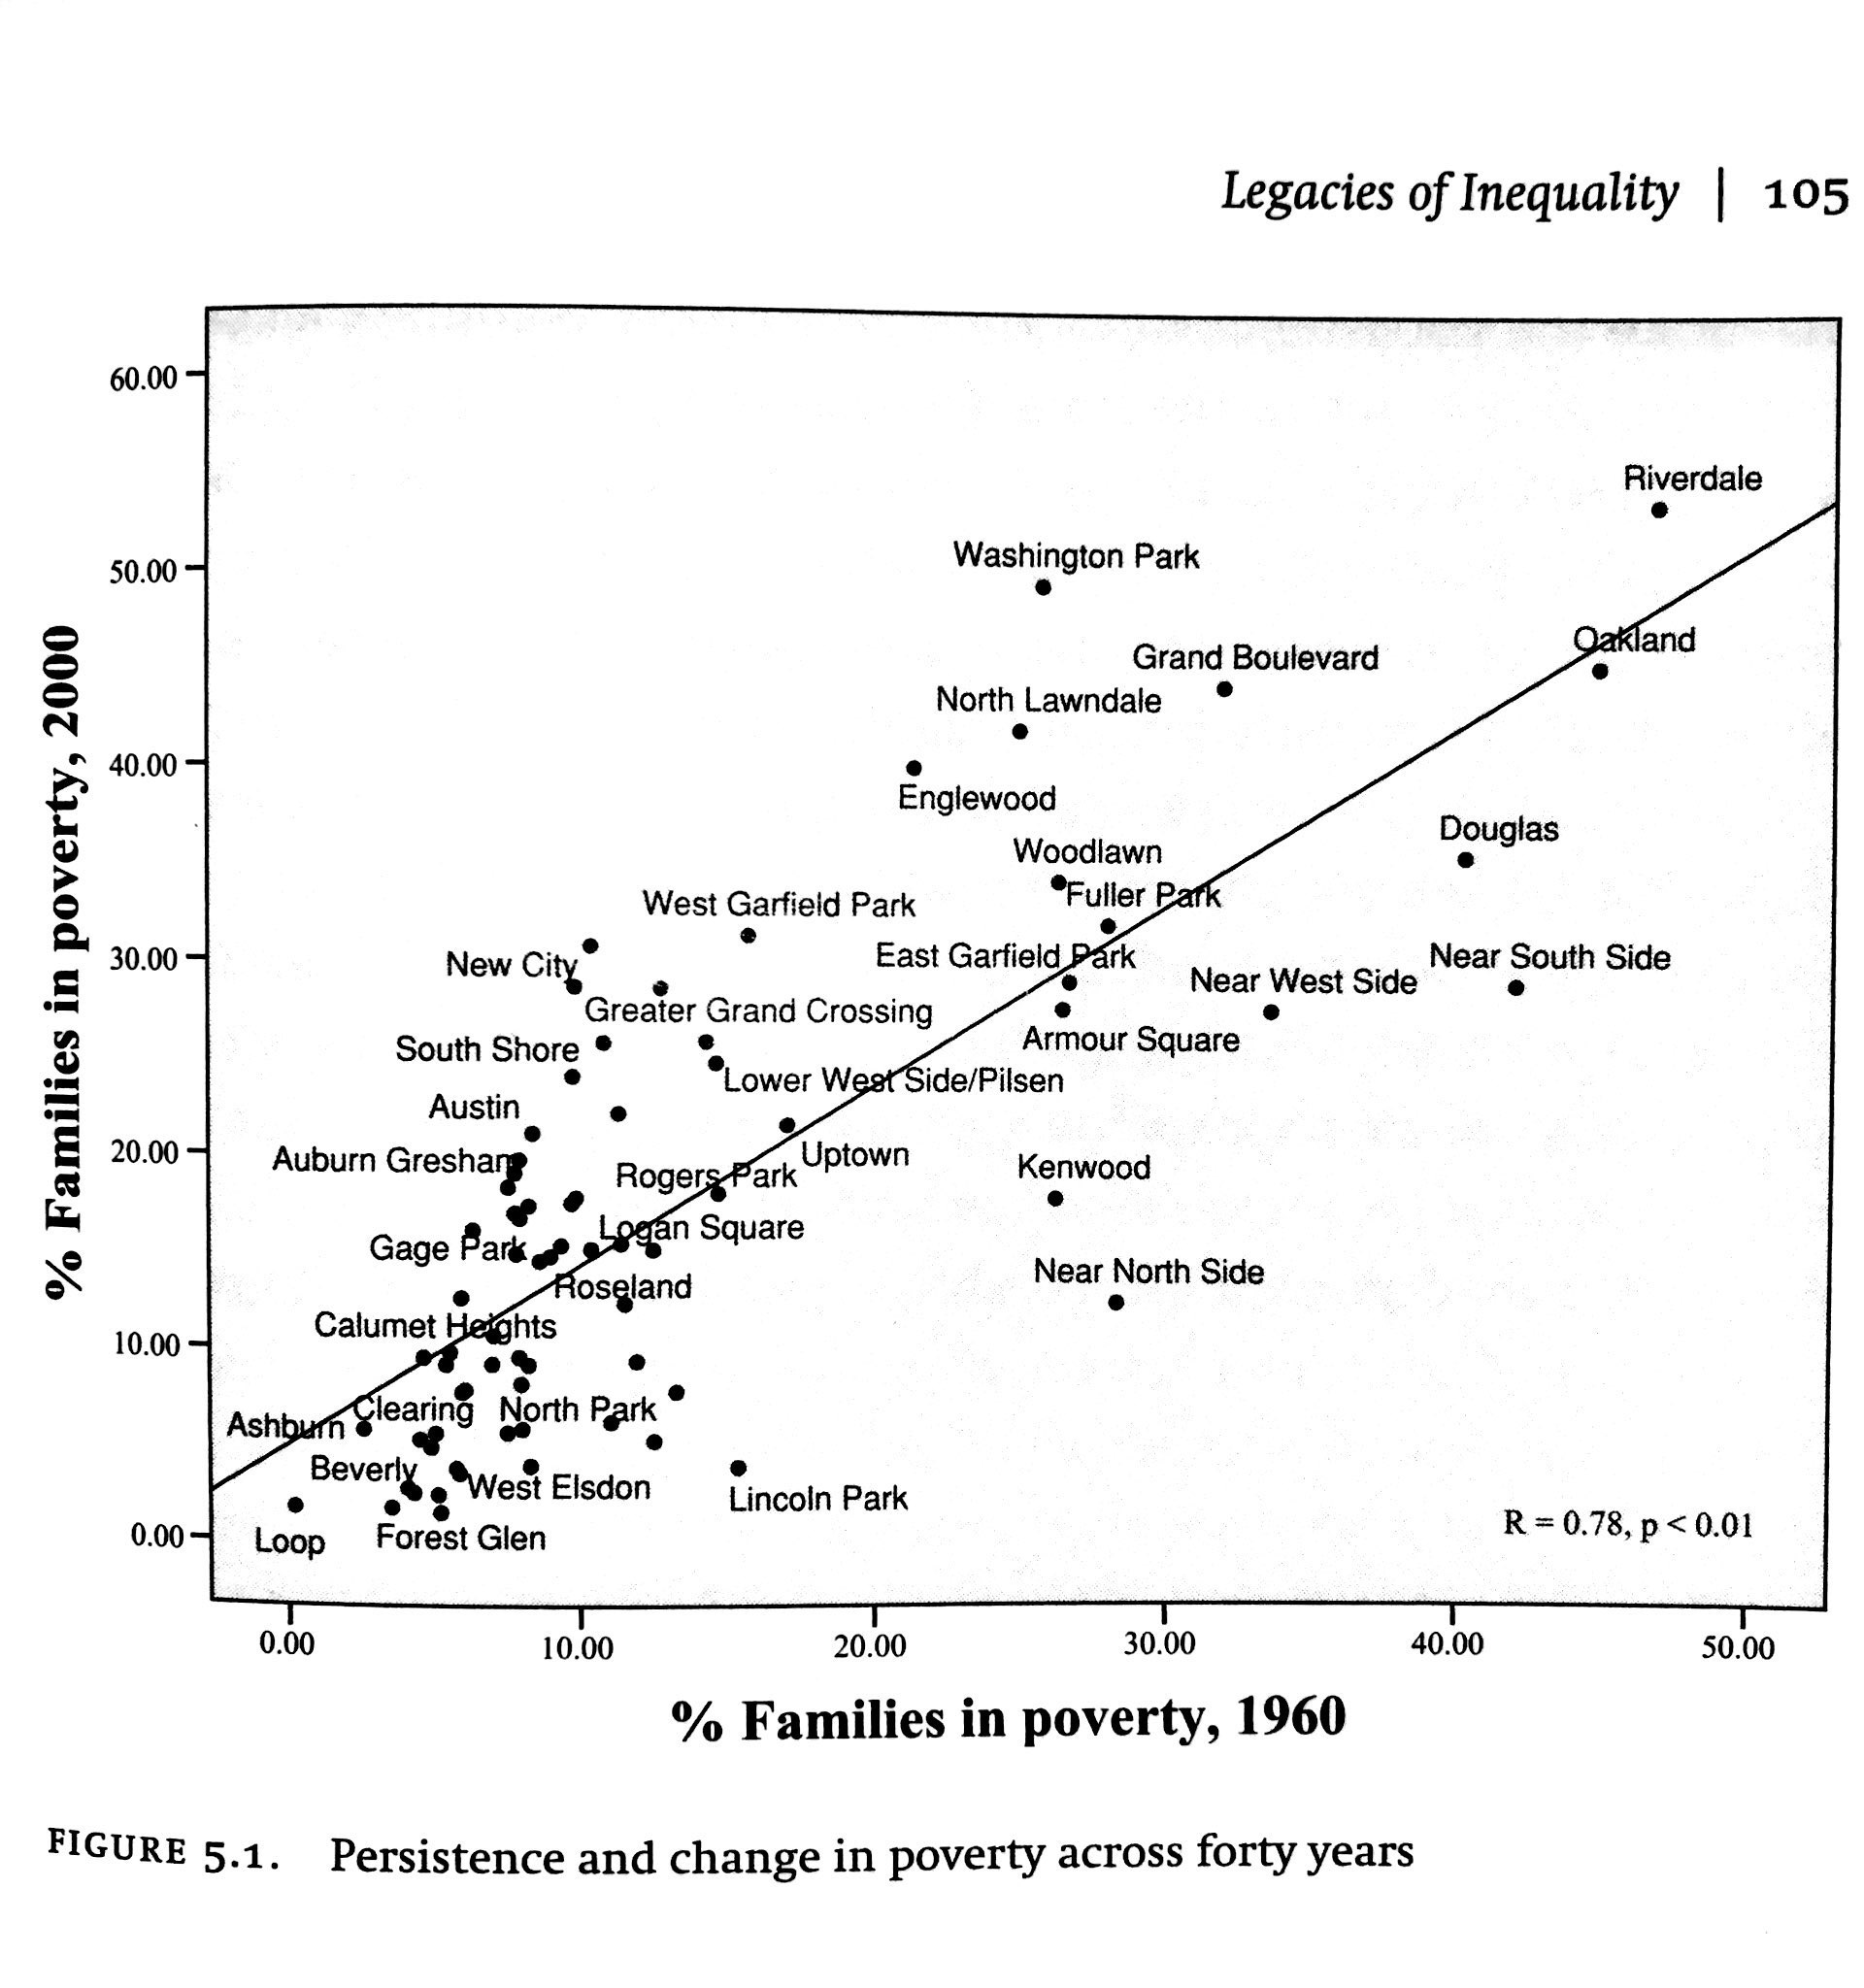 Legacies of Inequality | 105
60.00
Riverdale
Washington Park
50.00
Oakland
Grand Boulevard
North Lawndale
40.00
Englewood
Douglas
Woodlawn
Fuller Park
West Garfield Park
30.00
New City
East Garfield Park
Near South Side
Near West Side
Greater Grand Crossing
Armour Square
South Shore
Lower West Side/Pilsen
Austin
20.00
Auburn Gresham
Uptown
Rogers Park
Kenwood
Logan Square
Gage Park
Near North Side
Roseland
Calumet Heights
10.00
Clearing
North Park
Ashburn
Beverly
West Elsdon
Lincoln Park
R = 0.78, p < 0.01
0.00
Loop
Forest Glen
% Families in poverty, 2000
0.00 10.00 20.00 30.00 40.00 50.00
% Families in poverty, 1960
FIGURE 5.1. Persistence and change in poverty across forty years